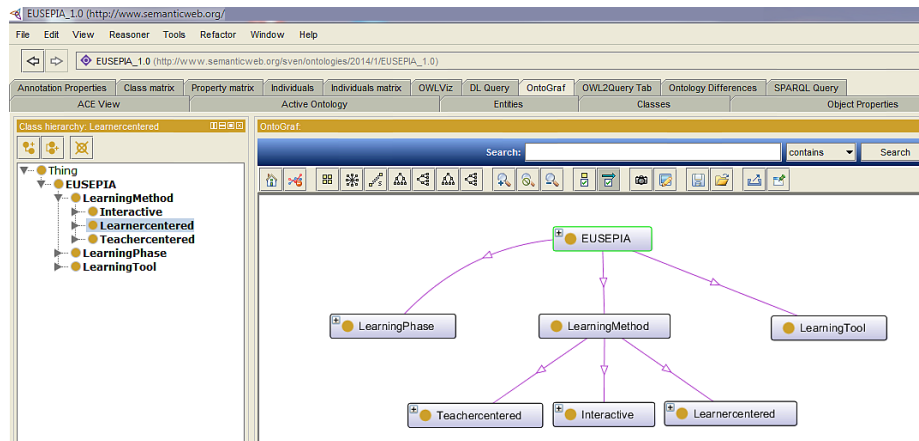 EUSEPIA_1.0 (http://www.semanticweb.org/
File Edit View Reasoner Tools Refactor Window Help
EUSEPIA_1.0 (http://www.semanticweb.org/sven/ontologies/2014/1/EUSEPIA_1.0)
Annotation Properties Class matrix Property matrix Individuals Individuals matrix OWLViz DL Query OntoGraf OWL2Query Tab Ontology Differences SPARQL Query
ACE View Active Ontology Entities Classes Object Properties
Class hierarchy: Learnercentered
Thing
EUSEPIA
LearningMethod
Interactive
Learnercentered
Teachercentered
LearningPhase
LearningTool
OntoGraf:
Search: contains Search
EUSEPIA
LearningPhase LearningMethod LearningTool
Teachercentered Interactive Learnercentered